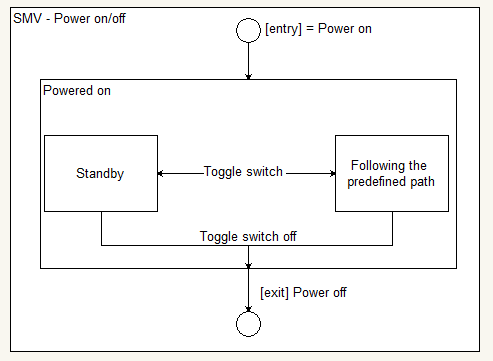 SMV - Power on/off
[entry] = Power on
Powered on
Standby
Toggle switch
Following the
predefined path
Toggle switch off
[exit] Power off